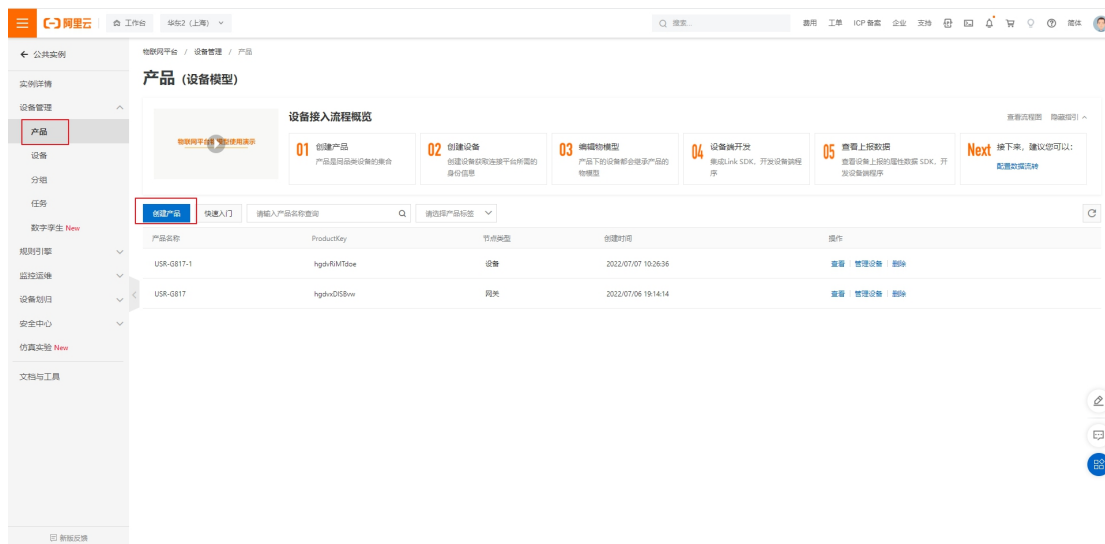 阿里云 工作台 华东2（上海） 搜索... 费用 工单 ICP 备案 企业 支持 简体
公共实例
物联网平台 / 设备管理 / 产品
产品（设备模型）
实例详情
设备管理
产品
设备
分组
任务
数字孪生 New
规则引擎
监控运维
设备划归
安全中心
仿真实验 New
文档与工具
新版反馈
设备接入流程概览
查看流程图 隐藏指引
01 创建产品
产品是同品类设备的集合
02 创建设备
创建设备获取连接平台所需的
身份信息
03 编辑物模型
产品下的设备都会继承产品的
物模型
04 设备端开发
集成Link SDK，开发设备端程
序
05 查看上报数据
查看设备上报的属性数据 SDK，开
发设备端程序
Next 接下来，建议您可以：
配置数据流转
创建产品 快速入门 请输入产品名称查询 请选择产品标签
产品名称 ProductKey 节点类型 创建时间 操作
USR-G817-1 hgdvRiMTdoe 设备 2022/07/07 10:26:36 查看 管理设备 删除
USR-G817 hgdvxDISBvw 网关 2022/07/06 19:14:14 查看 管理设备 删除